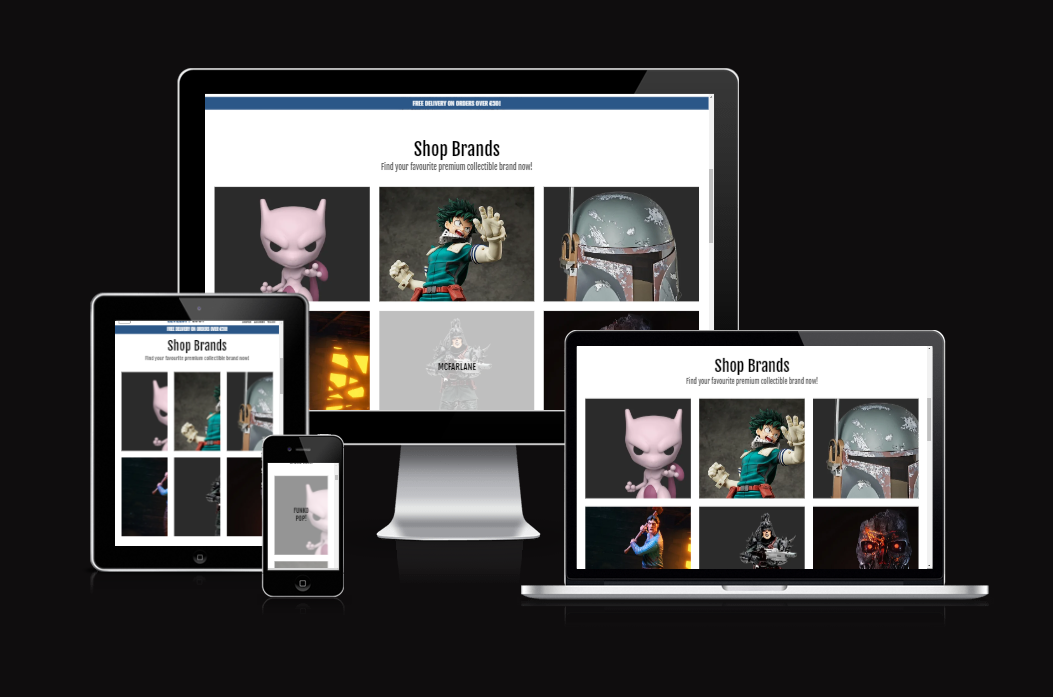 FREE DELIVERY ON ORDERS OVER £30!
Shop Brands
Find your favourite premium collectible brand now!
MCFARLANE
FREE DELIVERY ON ORDERS OVER £30!
Shop Brands
Find your favourite premium collectible brand now!
FUNKO
POP!
Shop Brands
Find your favourite premium collectible brand now!